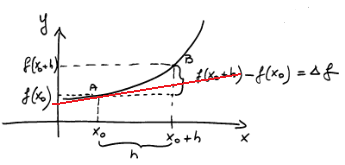 y
f(x₀+h)
B
f(x₀+h) - f(x₀) = Δf
f(x₀)
A
x₀
x₀+h
x
h